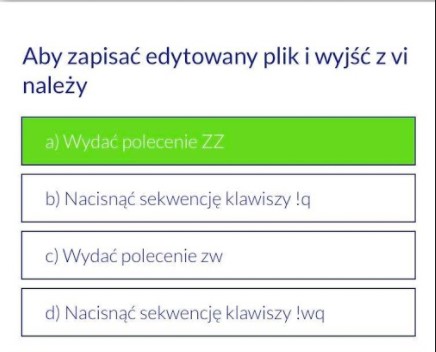 Aby zapisać edytowany plik i wyjść z vi
należy
a) Wydać polecenie ZZ
b) Nacisnąć sekwencję klawiszy !q
c) Wydać polecenie zw
d) Nacisnąć sekwencję klawiszy !wq